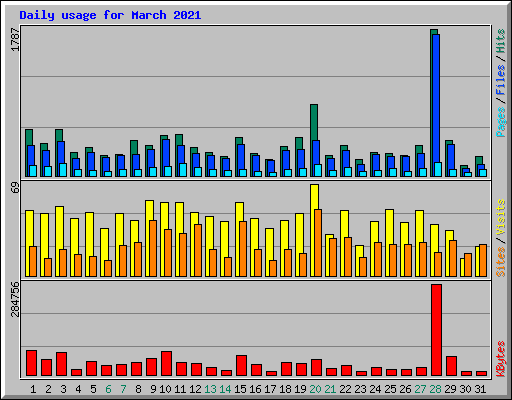 Daily usage for March 2021
1787
Pages / Files / Hits
69
Sites / Visits
284756
KBytes
1 2 3 4 5 6 7 8 9 10 11 12 13 14 15 16 17 18 19 20 21 22 23 24 25 26 27 28 29 30 31